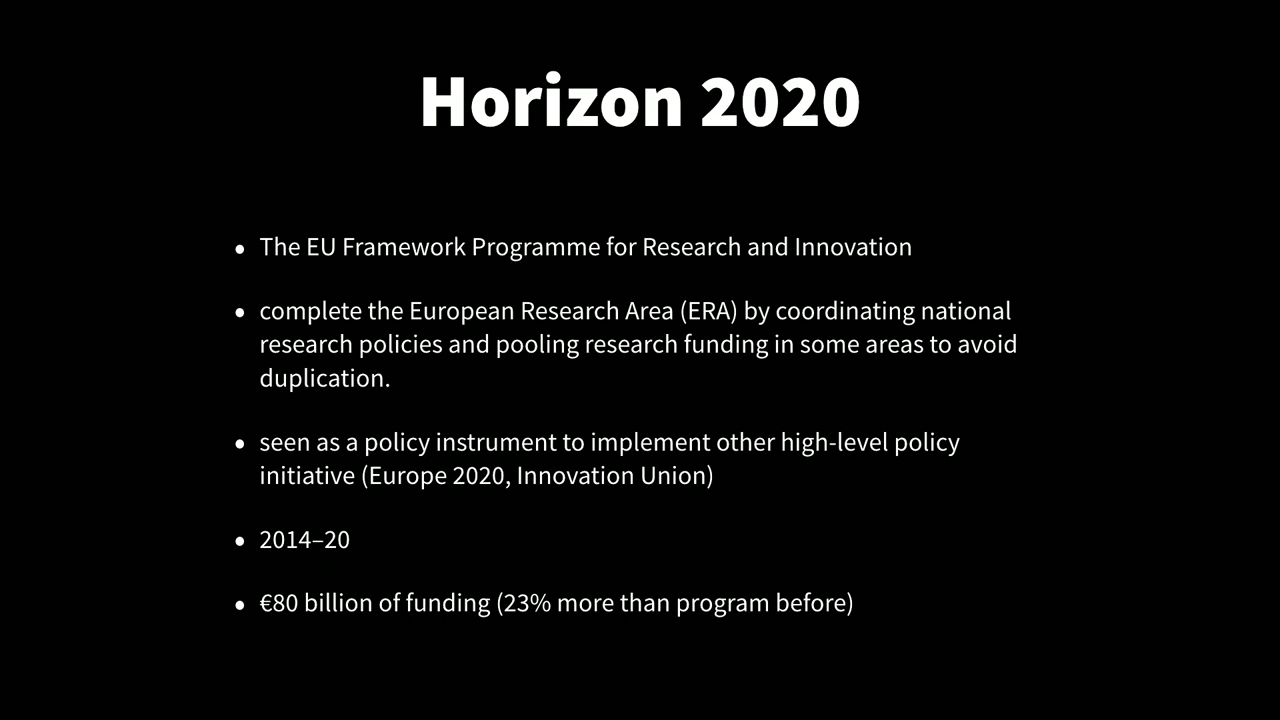 Horizon 2020
• The EU Framework Programme for Research and Innovation
• complete the European Research Area (ERA) by coordinating national
research policies and pooling research funding in some areas to avoid
duplication.
• seen as a policy instrument to implement other high-level policy
initiative (Europe 2020, Innovation Union)
• 2014–20
• €80 billion of funding (23% more than program before)